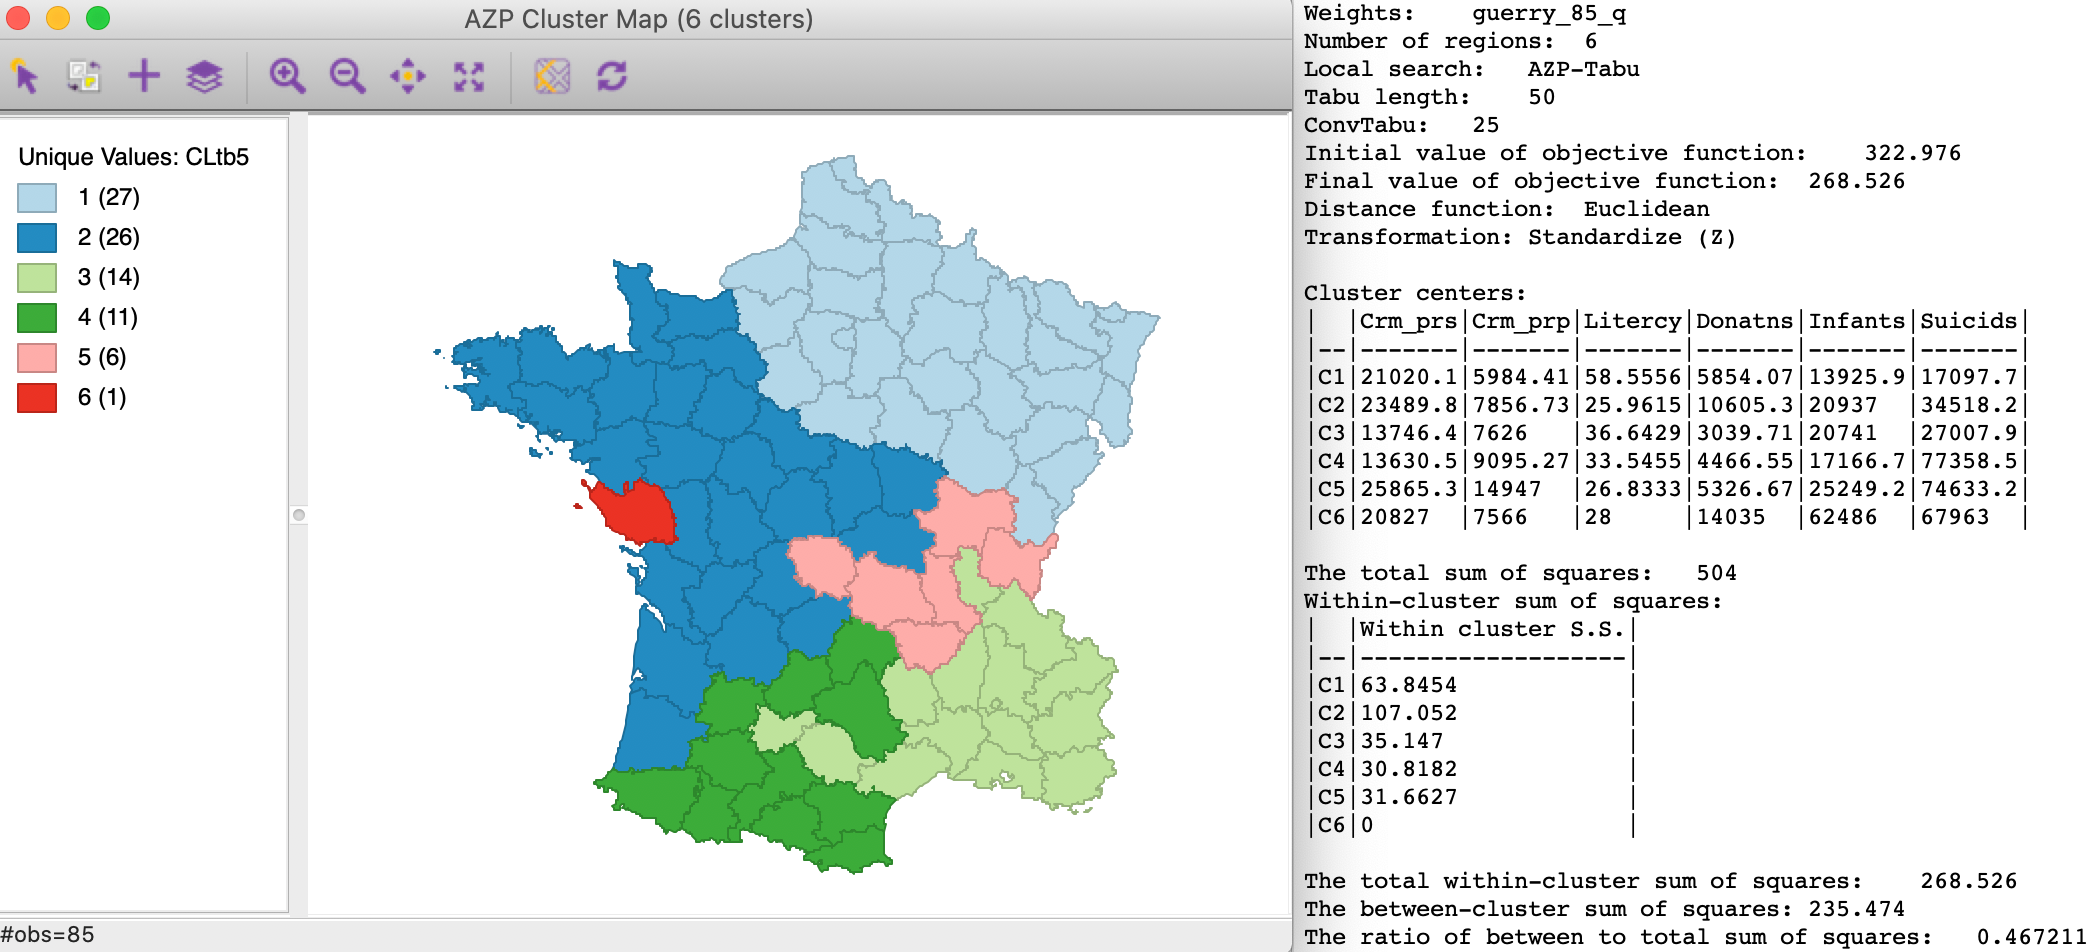 AZP Cluster Map (6 clusters)
Unique Values: CLtb5
1 (27)
2 (26)
3 (14)
4 (11)
5 (6)
6 (1)
#obs=85
Weights: guerry_85_q
Number of regions: 6
Local search: AZP-Tabu
Tabu length: 50
ConvTabu: 25
Initial value of objective function: 322.976
Final value of objective function: 268.526
Distance function: Euclidean
Transformation: Standardize (Z)
Cluster centers:
| |Crm_prs|Crm_prp|Litercy|Donatns|Infants|Suicids|
|--|-------|-------|-------|-------|-------|-------|
|C1|21020.1|5984.41|58.5556|5854.07|13925.9|17097.7|
|C2|23489.8|7856.73|25.9615|10605.3|20937 |34518.2|
|C3|13746.4|7626 |36.6429|3039.71|20741 |27007.9|
|C4|13630.5|9095.27|33.5455|4466.55|17166.7|77358.5|
|C5|25865.3|14947 |26.8333|5326.67|25249.2|74633.2|
|C6|20827 |7566 |28 |14035 |62486 |67963 |
The total sum of squares: 504
Within-cluster sum of squares:
| |Within cluster S.S.|
|--|-------------------|
|C1|63.8454 |
|C2|107.052 |
|C3|35.147 |
|C4|30.8182 |
|C5|31.6627 |
|C6|0 |
The total within-cluster sum of squares: 268.526
The between-cluster sum of squares: 235.474
The ratio of between to total sum of squares: 0.467211